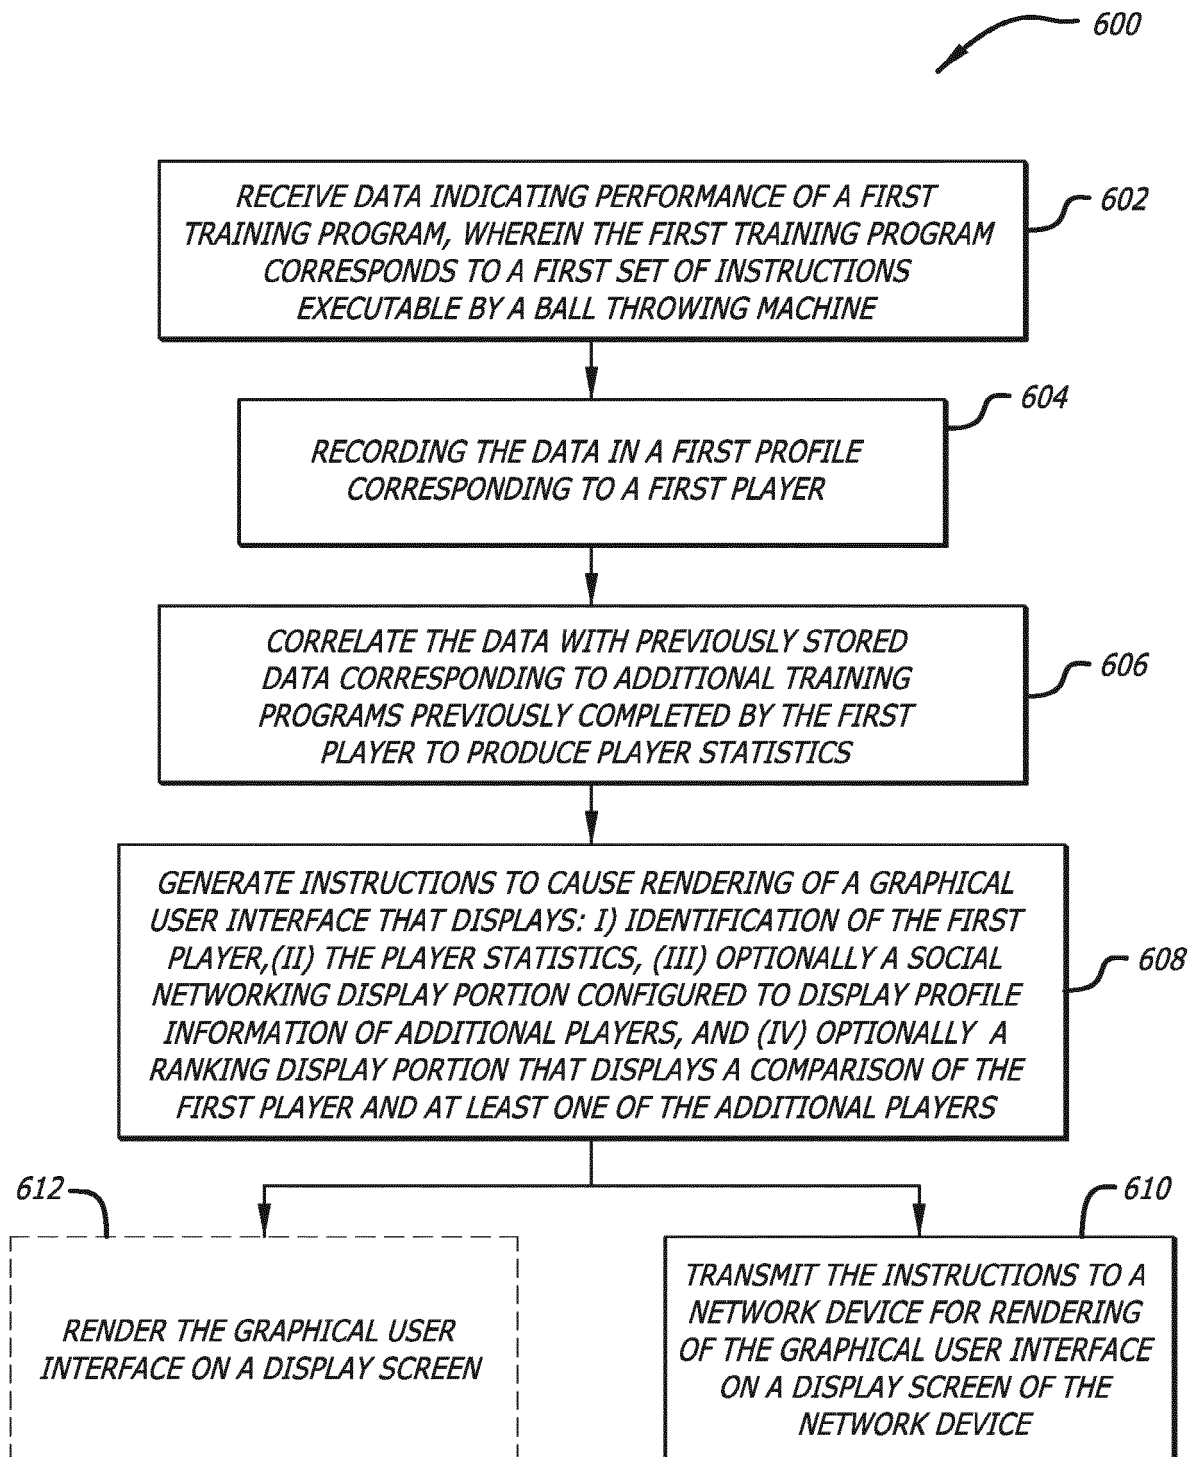 600
RECEIVE DATA INDICATING PERFORMANCE OF A FIRST
TRAINING PROGRAM, WHEREIN THE FIRST TRAINING PROGRAM
CORRESPONDS TO A FIRST SET OF INSTRUCTIONS
EXECUTABLE BY A BALL THROWING MACHINE
602
604
RECORDING THE DATA IN A FIRST PROFILE
CORRESPONDING TO A FIRST PLAYER
CORRELATE THE DATA WITH PREVIOUSLY STORED
DATA CORRESPONDING TO ADDITIONAL TRAINING
PROGRAMS PREVIOUSLY COMPLETED BY THE FIRST
PLAYER TO PRODUCE PLAYER STATISTICS
606
GENERATE INSTRUCTIONS TO CAUSE RENDERING OF A GRAPHICAL
USER INTERFACE THAT DISPLAYS: I) IDENTIFICATION OF THE FIRST
PLAYER,(II) THE PLAYER STATISTICS, (III) OPTIONALLY A SOCIAL
NETWORKING DISPLAY PORTION CONFIGURED TO DISPLAY PROFILE
INFORMATION OF ADDITIONAL PLAYERS, AND (IV) OPTIONALLY A
RANKING DISPLAY PORTION THAT DISPLAYS A COMPARISON OF THE
FIRST PLAYER AND AT LEAST ONE OF THE ADDITIONAL PLAYERS
608
612
RENDER THE GRAPHICAL USER
INTERFACE ON A DISPLAY SCREEN
610
TRANSMIT THE INSTRUCTIONS TO A
NETWORK DEVICE FOR RENDERING
OF THE GRAPHICAL USER INTERFACE
ON A DISPLAY SCREEN OF THE
NETWORK DEVICE